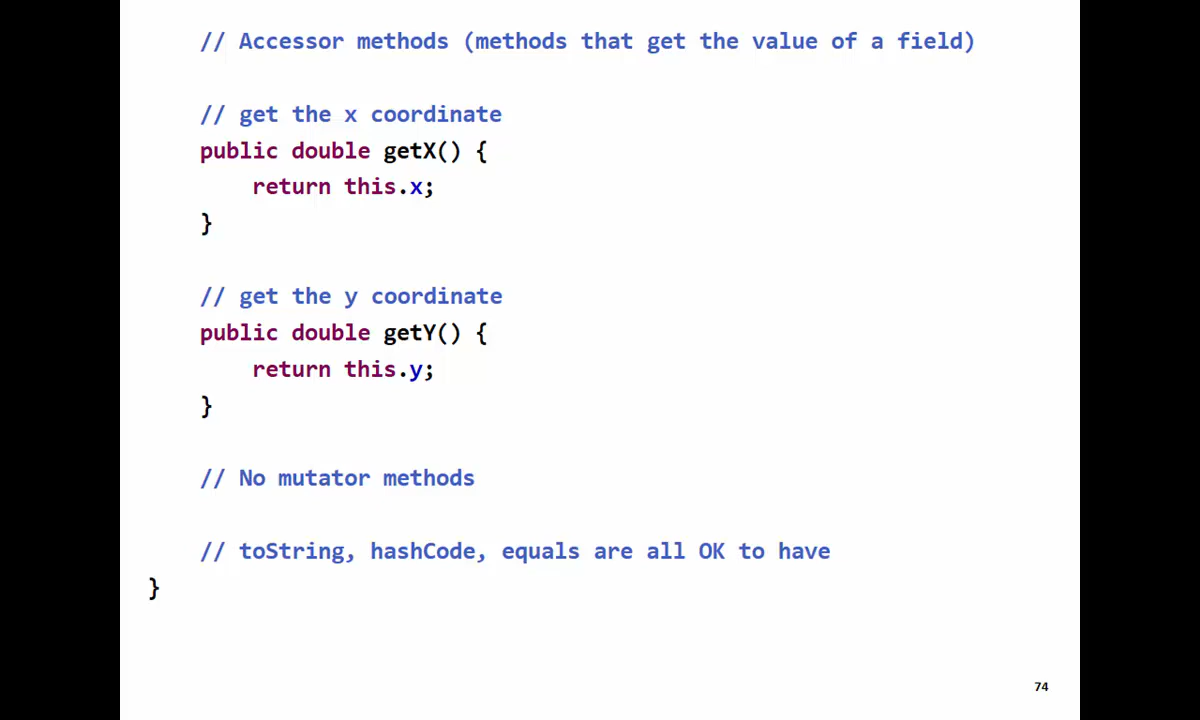 // Accessor methods (methods that get the value of a field)
// get the x coordinate
public double getX() {
return this.x;
}
// get the y coordinate
public double getY() {
return this.y;
}
// No mutator methods
// toString, hashCode, equals are all OK to have
}
74